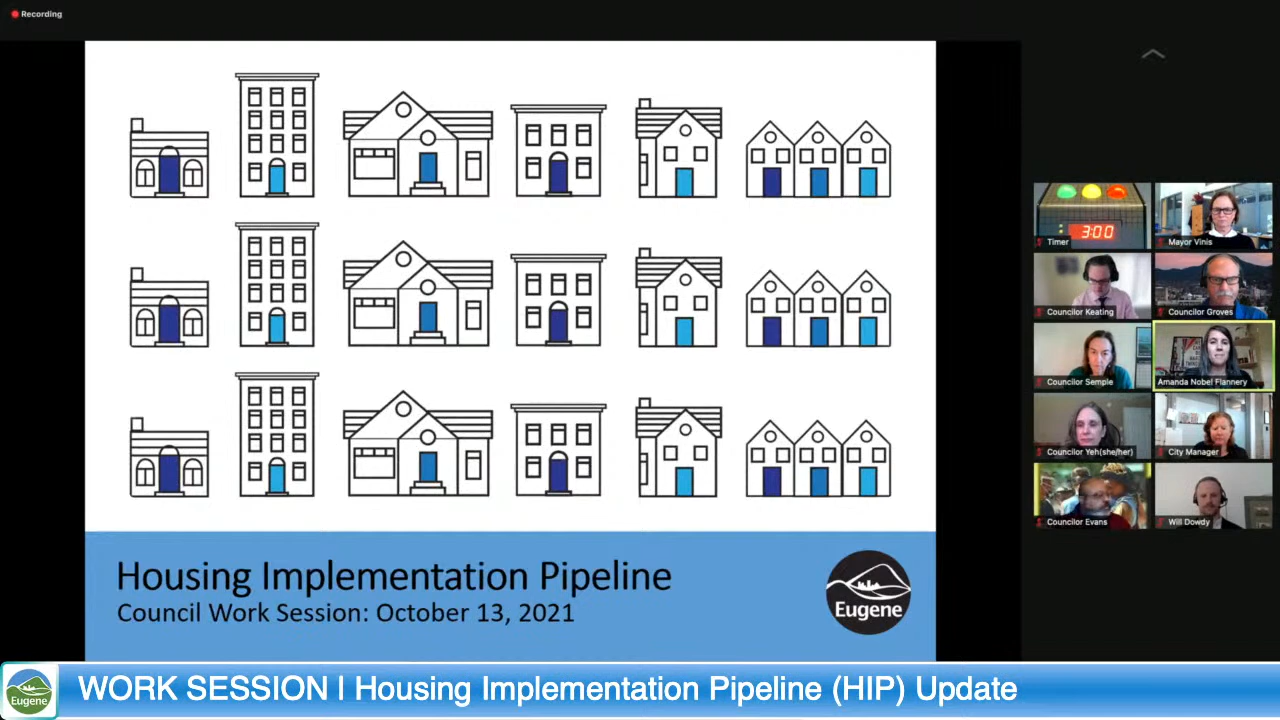 Recording
Housing Implementation Pipeline
Council Work Session: October 13, 2021
Eugene
3:00
Timer
Mayor Vinis
Councilor Keating
Councilor Groves
Councilor Semple
Amanda Nobel Flannery
Councilor Yeh(she/her)
City Manager
Councilor Evans
Will Dowdy
Eugene
WORK SESSION | Housing Implementation Pipeline (HIP) Update